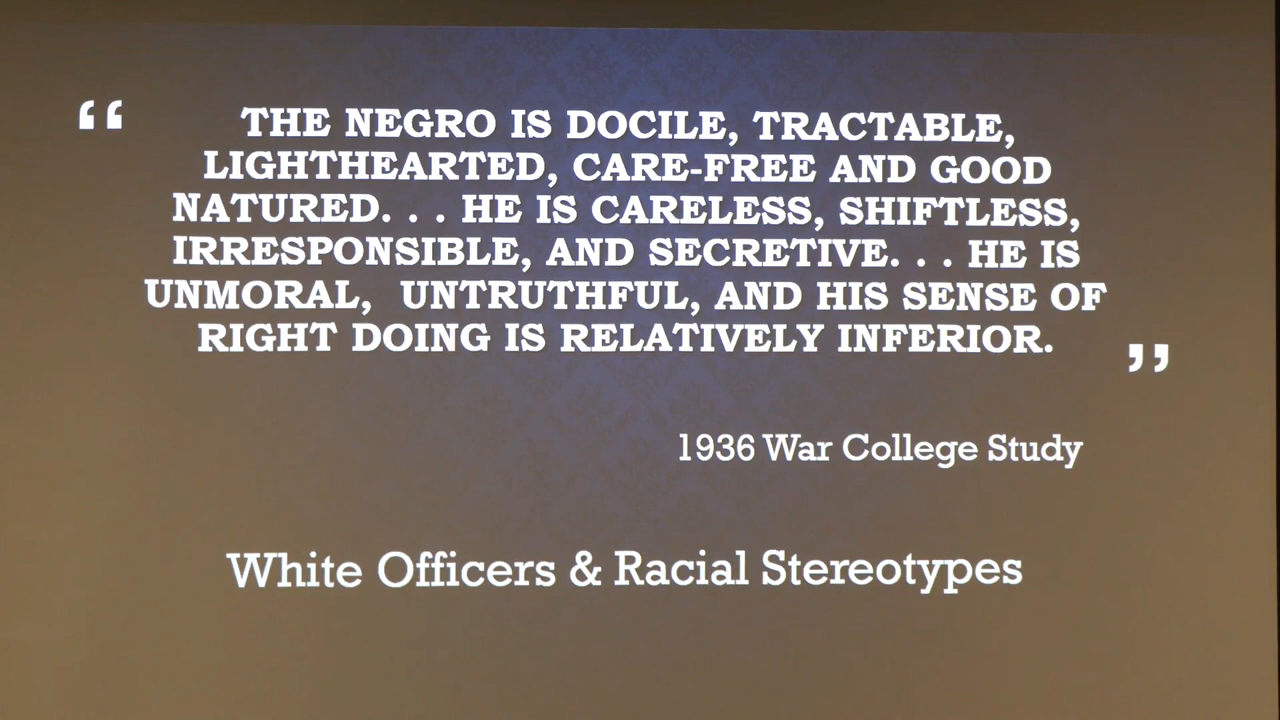 “ THE NEGRO IS DOCILE, TRACTABLE,
LIGHTHEARTED, CARE-FREE AND GOOD
NATURED. . . HE IS CARELESS, SHIFTLESS,
IRRESPONSIBLE, AND SECRETIVE. . . HE IS
UNMORAL, UNTRUTHFUL, AND HIS SENSE OF
RIGHT DOING IS RELATIVELY INFERIOR. ”
1936 War College Study
White Officers & Racial Stereotypes